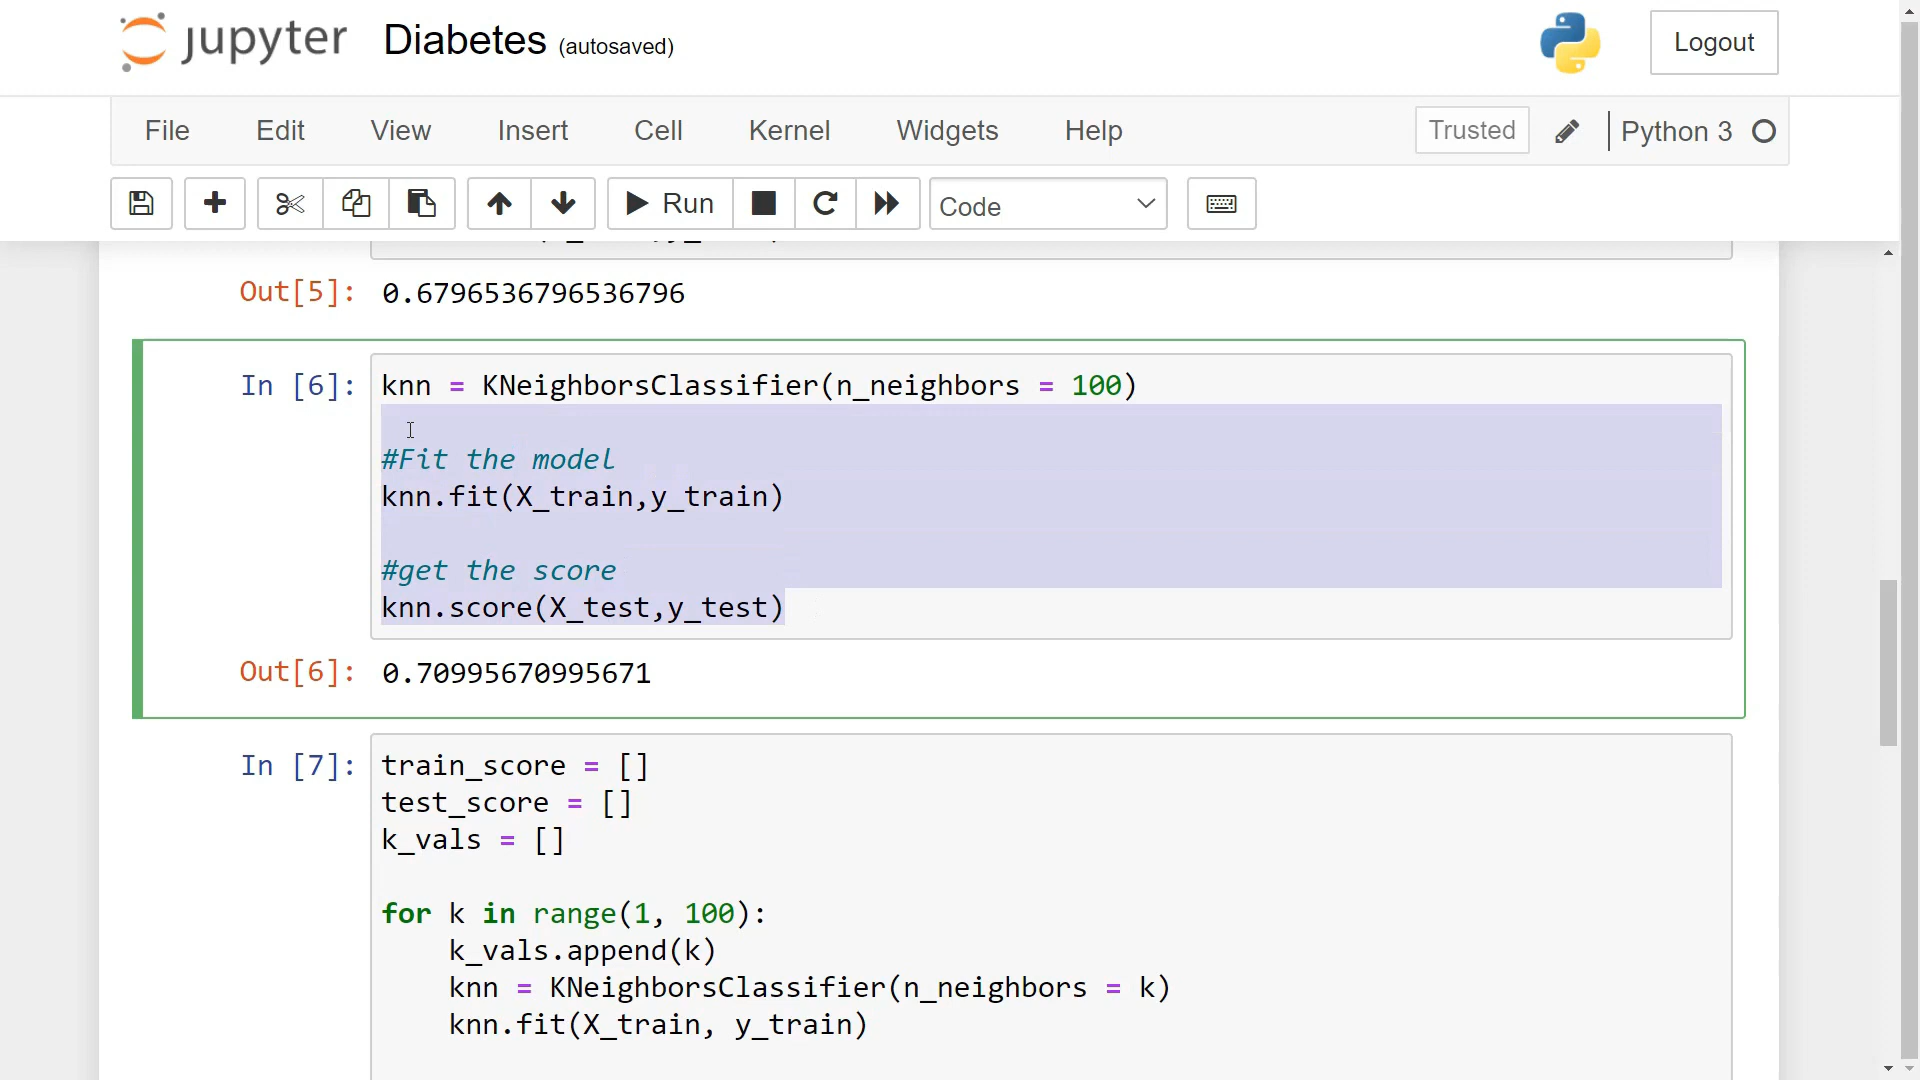 jupyter Diabetes (autosaved) Logout
File Edit View Insert Cell Kernel Widgets Help Trusted Python 3
Run Code
Out[5]: 0.6796536796536796
In [6]: knn = KNeighborsClassifier(n_neighbors = 100)
#Fit the model
knn.fit(X_train,y_train)
#get the score
knn.score(X_test,y_test)
Out[6]: 0.70995670995671
In [7]: train_score = []
test_score = []
k_vals = []
for k in range(1, 100):
k_vals.append(k)
knn = KNeighborsClassifier(n_neighbors = k)
knn.fit(X_train, y_train)